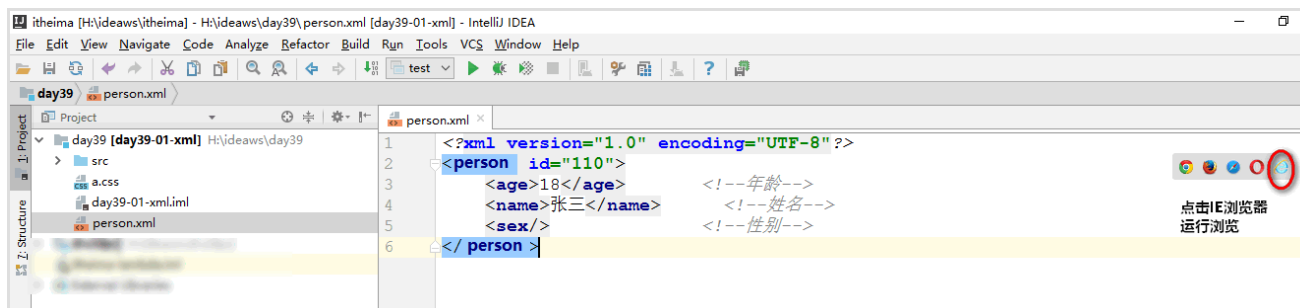 itheima [H:\ideaws\itheima] - H:\ideaws\day39\person.xml [day39-01-xml] - IntelliJ IDEA
File Edit View Navigate Code Analyze Refactor Build Run Tools VCS Window Help
test
day39 person.xml
1: Project
Project
person.xml
day39 [day39-01-xml] H:\ideaws\day39
src
a.css
day39-01-xml.iml
person.xml
Z: Structure
1 <?xml version="1.0" encoding="UTF-8"?>
2 <person id="110">
3 <age>18</age> <!--年龄-->
4 <name>张三</name> <!--姓名-->
5 <sex/> <!--性别-->
6 </ person >
点击IE浏览器
运行浏览